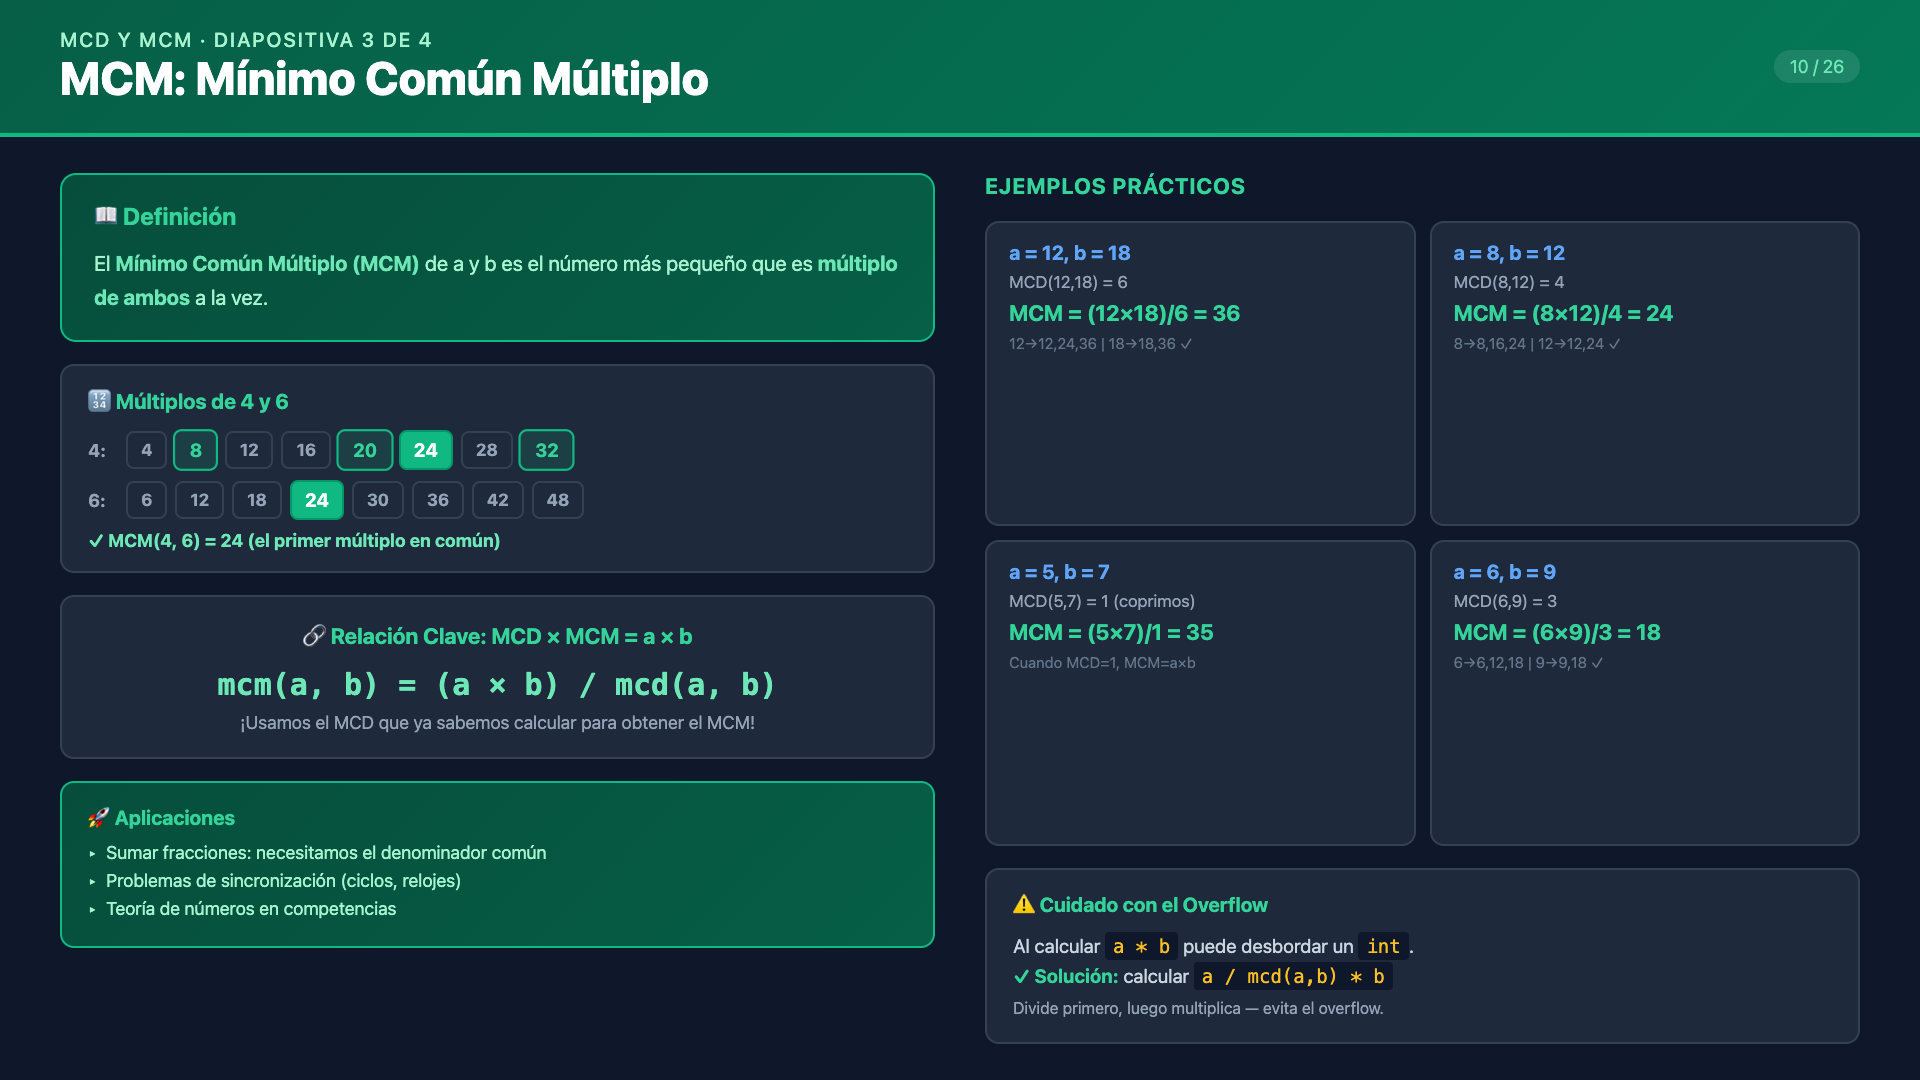 MCD Y MCM · DIAPOSITIVA 3 DE 4
MCM: Mínimo Común Múltiplo
10 / 26
📖 Definición
El Mínimo Común Múltiplo (MCM) de a y b es el número más pequeño que es múltiplo
de ambos a la vez.
🔢 Múltiplos de 4 y 6
4: 4 8 12 16 20 24 28 32
6: 6 12 18 24 30 36 42 48
✓ MCM(4, 6) = 24 (el primer múltiplo en común)
🔗 Relación Clave: MCD × MCM = a × b
mcm(a, b) = (a × b) / mcd(a, b)
¡Usamos el MCD que ya sabemos calcular para obtener el MCM!
🚀 Aplicaciones
▸ Sumar fracciones: necesitamos el denominador común
▸ Problemas de sincronización (ciclos, relojes)
▸ Teoría de números en competencias
EJEMPLOS PRÁCTICOS
a = 12, b = 18
MCD(12,18) = 6
MCM = (12×18)/6 = 36
12→12,24,36 | 18→18,36 ✓
a = 8, b = 12
MCD(8,12) = 4
MCM = (8×12)/4 = 24
8→8,16,24 | 12→12,24 ✓
a = 5, b = 7
MCD(5,7) = 1 (coprimos)
MCM = (5×7)/1 = 35
Cuando MCD=1, MCM=a×b
a = 6, b = 9
MCD(6,9) = 3
MCM = (6×9)/3 = 18
6→6,12,18 | 9→9,18 ✓
⚠️ Cuidado con el Overflow
Al calcular a * b puede desbordar un int.
✓ Solución: calcular a / mcd(a,b) * b
Divide primero, luego multiplica — evita el overflow.